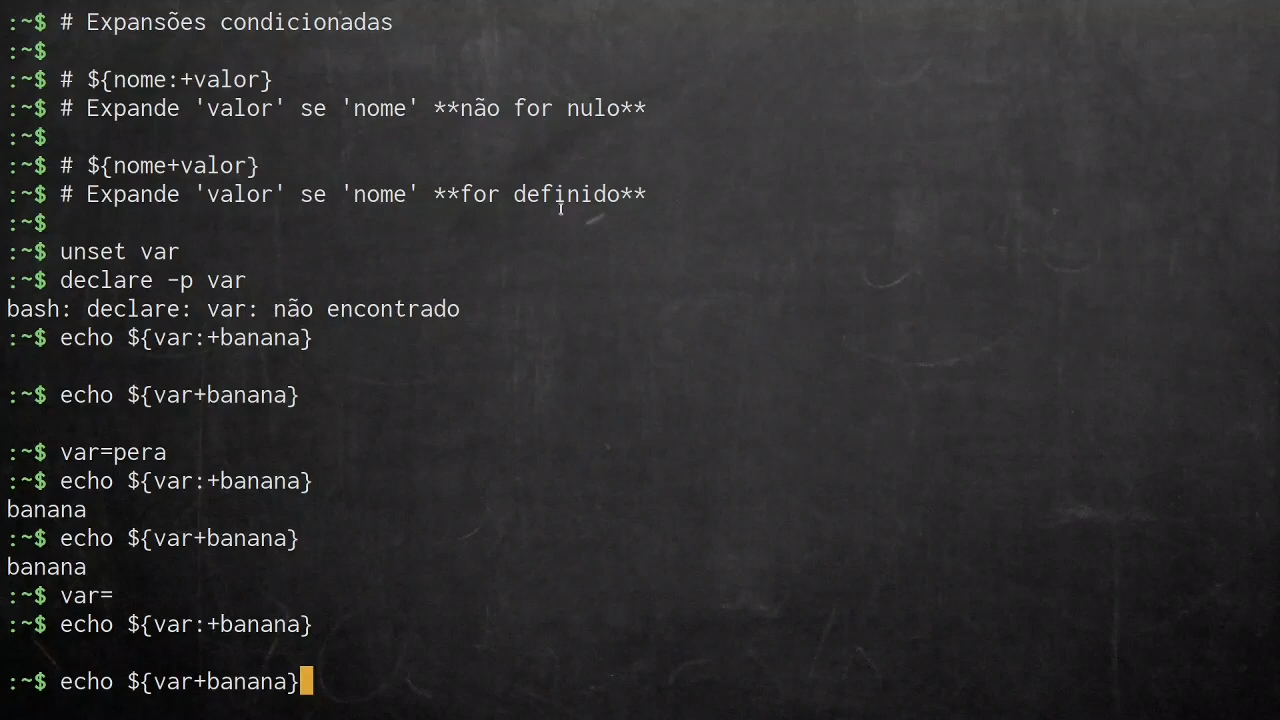 :~$ # Expansões condicionadas
:~$
:~$ # ${nome:+valor}
:~$ # Expande 'valor' se 'nome' **não for nulo**
:~$
:~$ # ${nome+valor}
:~$ # Expande 'valor' se 'nome' **for definido**
:~$
:~$ unset var
:~$ declare -p var
bash: declare: var: não encontrado
:~$ echo ${var:+banana}
:~$ echo ${var+banana}
:~$ var=pera
:~$ echo ${var:+banana}
banana
:~$ echo ${var+banana}
banana
:~$ var=
:~$ echo ${var:+banana}
:~$ echo ${var+banana}